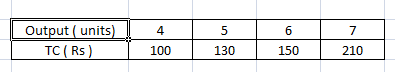 Output ( units) 4 5 6 7
TC ( Rs ) 100 130 150 210